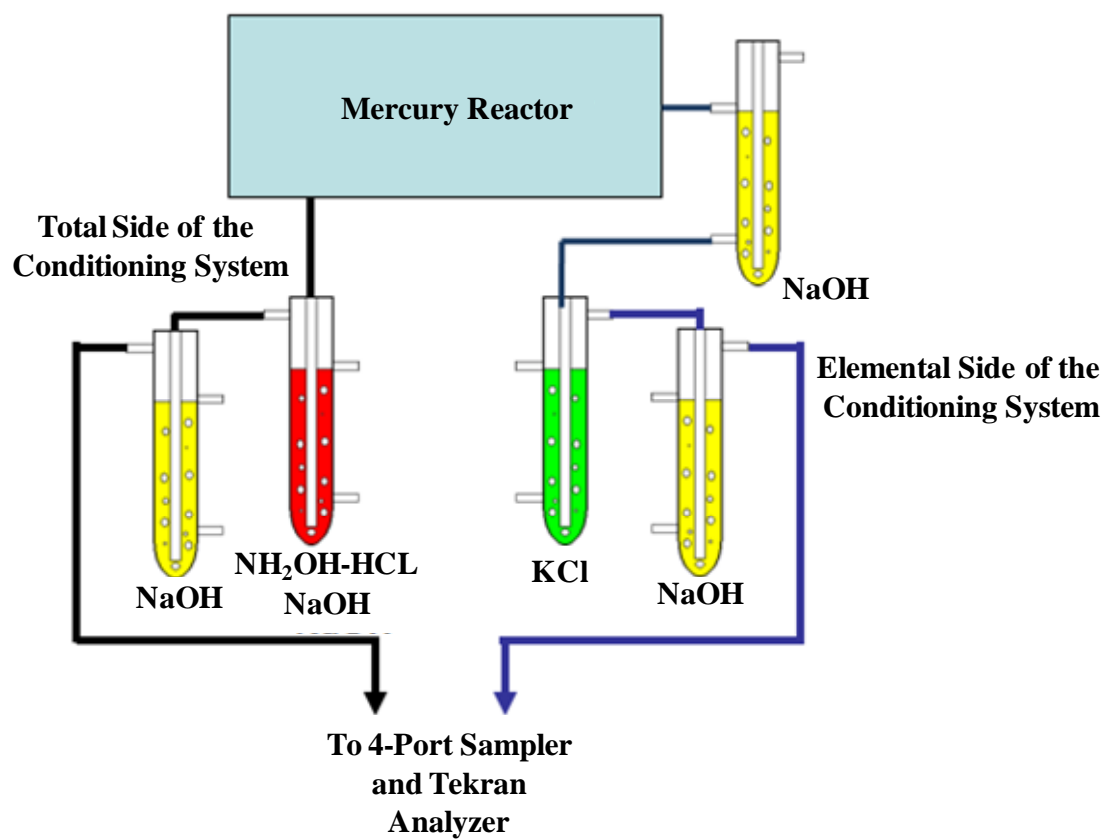 Mercury Reactor
Total Side of the
Conditioning System
NaOH
Elemental Side of the
Conditioning System
NH₂OH-HCL
NaOH
NaOH
KCl
NaOH
To 4-Port Sampler
and Tekran
Analyzer